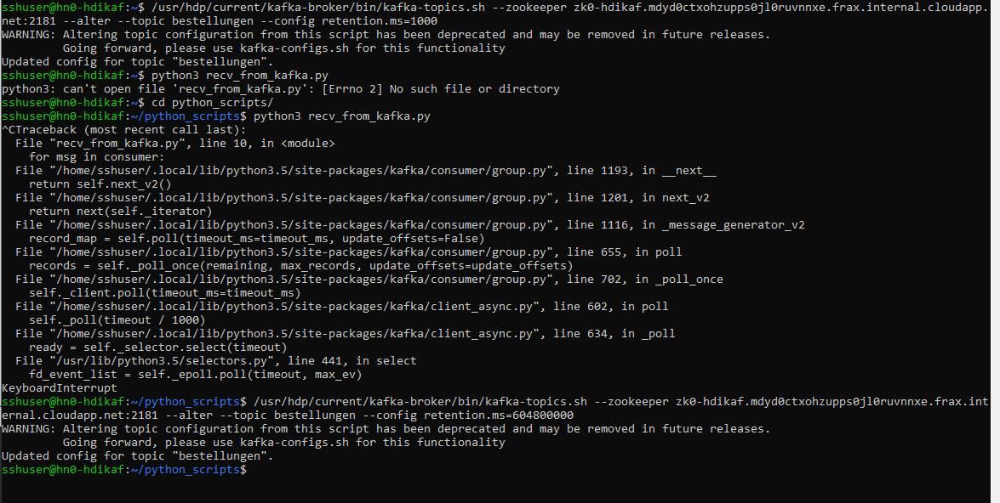 sshuser@hn0-hdikaf:~$ /usr/hdp/current/kafka-broker/bin/kafka-topics.sh --zookeeper zk0-hdikaf.mdyd0ctxohzupps0jl0ruvnnxe.frax.internal.cloudapp.
net:2181 --alter --topic bestellungen --config retention.ms=1000
WARNING: Altering topic configuration from this script has been deprecated and may be removed in future releases.
         Going forward, please use kafka-configs.sh for this functionality
Updated config for topic "bestellungen".
sshuser@hn0-hdikaf:~$ python3 recv_from_kafka.py
python3: can't open file 'recv_from_kafka.py': [Errno 2] No such file or directory
sshuser@hn0-hdikaf:~$ cd python_scripts/
sshuser@hn0-hdikaf:~/python_scripts$ python3 recv_from_kafka.py
^CTraceback (most recent call last):
  File "recv_from_kafka.py", line 10, in <module>
    for msg in consumer:
  File "/home/sshuser/.local/lib/python3.5/site-packages/kafka/consumer/group.py", line 1193, in __next__
    return self.next_v2()
  File "/home/sshuser/.local/lib/python3.5/site-packages/kafka/consumer/group.py", line 1201, in next_v2
    return next(self._iterator)
  File "/home/sshuser/.local/lib/python3.5/site-packages/kafka/consumer/group.py", line 1116, in _message_generator_v2
    record_map = self.poll(timeout_ms=timeout_ms, update_offsets=False)
  File "/home/sshuser/.local/lib/python3.5/site-packages/kafka/consumer/group.py", line 655, in poll
    records = self._poll_once(remaining, max_records, update_offsets=update_offsets)
  File "/home/sshuser/.local/lib/python3.5/site-packages/kafka/consumer/group.py", line 702, in _poll_once
    self._client.poll(timeout_ms=timeout_ms)
  File "/home/sshuser/.local/lib/python3.5/site-packages/kafka/client_async.py", line 602, in poll
    self._poll(timeout / 1000)
  File "/home/sshuser/.local/lib/python3.5/site-packages/kafka/client_async.py", line 634, in _poll
    ready = self._selector.select(timeout)
  File "/usr/lib/python3.5/selectors.py", line 441, in select
    fd_event_list = self._epoll.poll(timeout, max_ev)
KeyboardInterrupt
sshuser@hn0-hdikaf:~/python_scripts$ /usr/hdp/current/kafka-broker/bin/kafka-topics.sh --zookeeper zk0-hdikaf.mdyd0ctxohzupps0jl0ruvnnxe.frax.int
ernal.cloudapp.net:2181 --alter --topic bestellungen --config retention.ms=604800000
WARNING: Altering topic configuration from this script has been deprecated and may be removed in future releases.
         Going forward, please use kafka-configs.sh for this functionality
Updated config for topic "bestellungen".
sshuser@hn0-hdikaf:~/python_scripts$